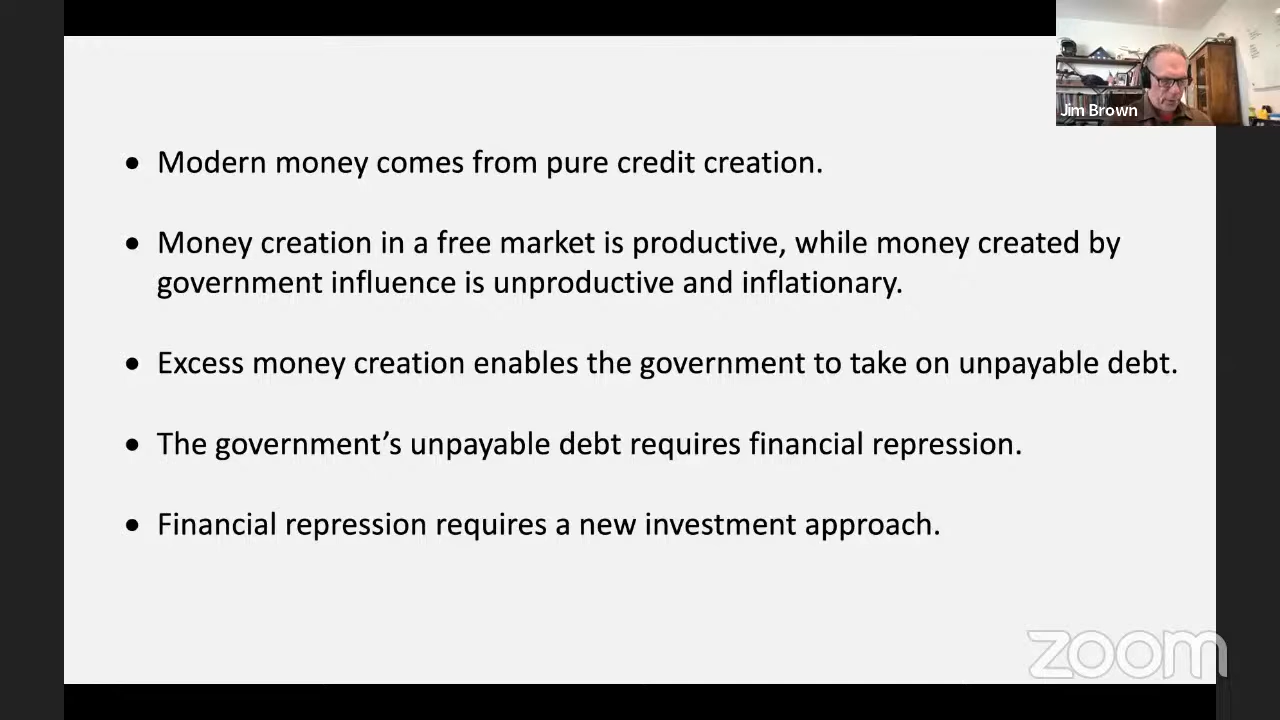 Jim Brown
• Modern money comes from pure credit creation.
• Money creation in a free market is productive, while money created by
government influence is unproductive and inflationary.
• Excess money creation enables the government to take on unpayable debt.
• The government’s unpayable debt requires financial repression.
• Financial repression requires a new investment approach.
zoom